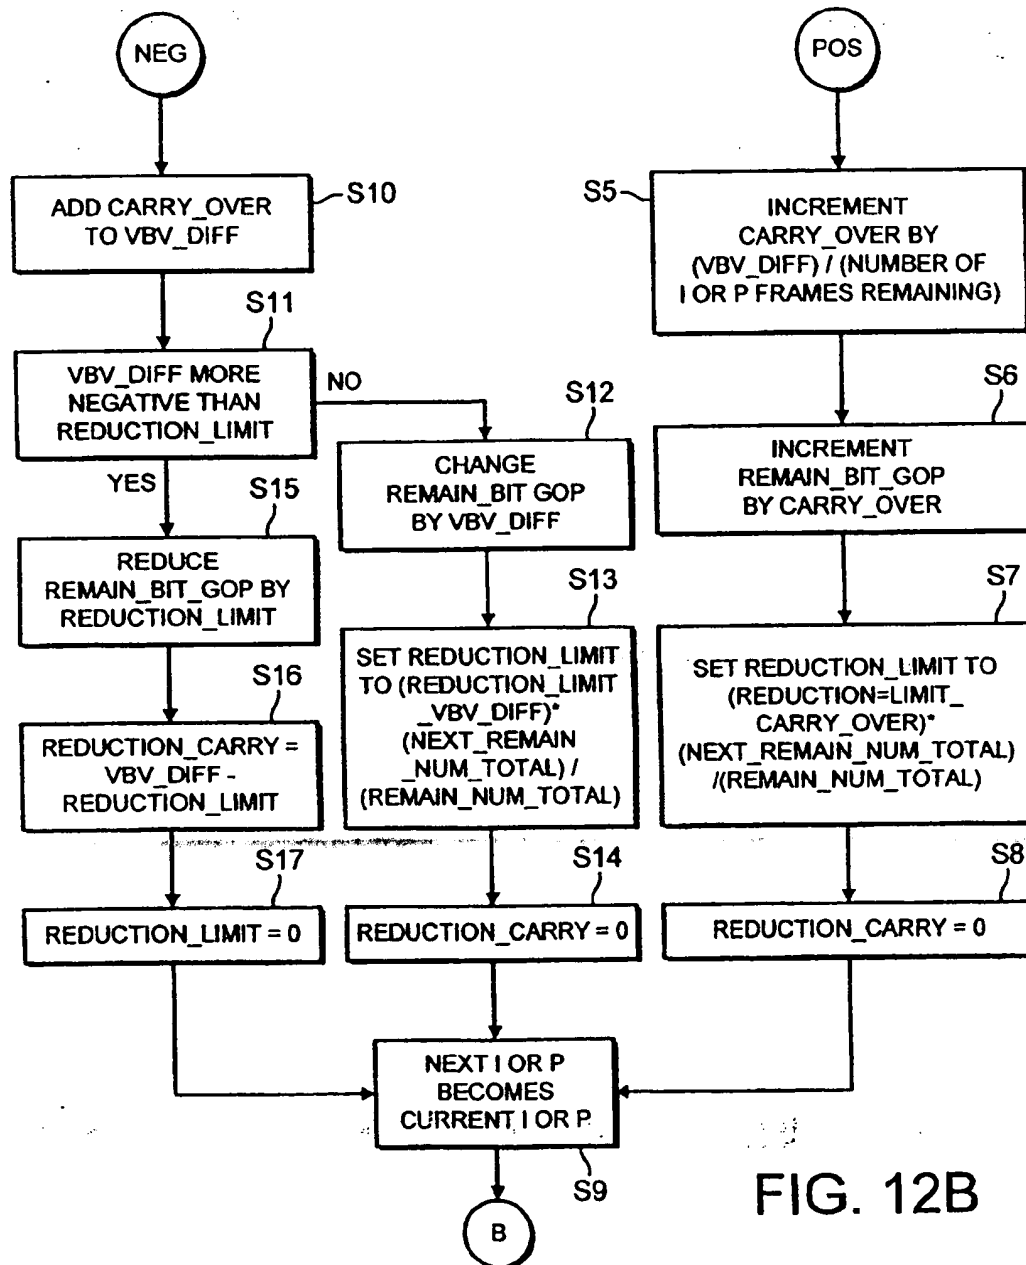 NEG
ADD CARRY_OVER
TO VBV_DIFF
S10
S11
VBV_DIFF MORE
NEGATIVE THAN
REDUCTION_LIMIT
NO
YES
S12
CHANGE
REMAIN_BIT GOP
BY VBV_DIFF
S15
REDUCE
REMAIN_BIT_GOP BY
REDUCTION_LIMIT
S13
SET REDUCTION_LIMIT
TO (REDUCTION_LIMIT
_VBV_DIFF)*
(NEXT_REMAIN
_NUM_TOTAL) /
(REMAIN_NUM_TOTAL)
S16
REDUCTION_CARRY =
VBV_DIFF -
REDUCTION_LIMIT
S17
REDUCTION_LIMIT = 0
S14
REDUCTION_CARRY = 0
POS
S5
INCREMENT
CARRY_OVER BY
(VBV_DIFF) / (NUMBER OF
I OR P FRAMES REMAINING)
S6
INCREMENT
REMAIN_BIT_GOP
BY CARRY_OVER
S7
SET REDUCTION_LIMIT TO
(REDUCTION=LIMIT_
CARRY_OVER)*
(NEXT_REMAIN_NUM_TOTAL)
/(REMAIN_NUM_TOTAL)
S8
REDUCTION_CARRY = 0
NEXT I OR P
BECOMES
CURRENT I OR P
S9
B
FIG. 12B